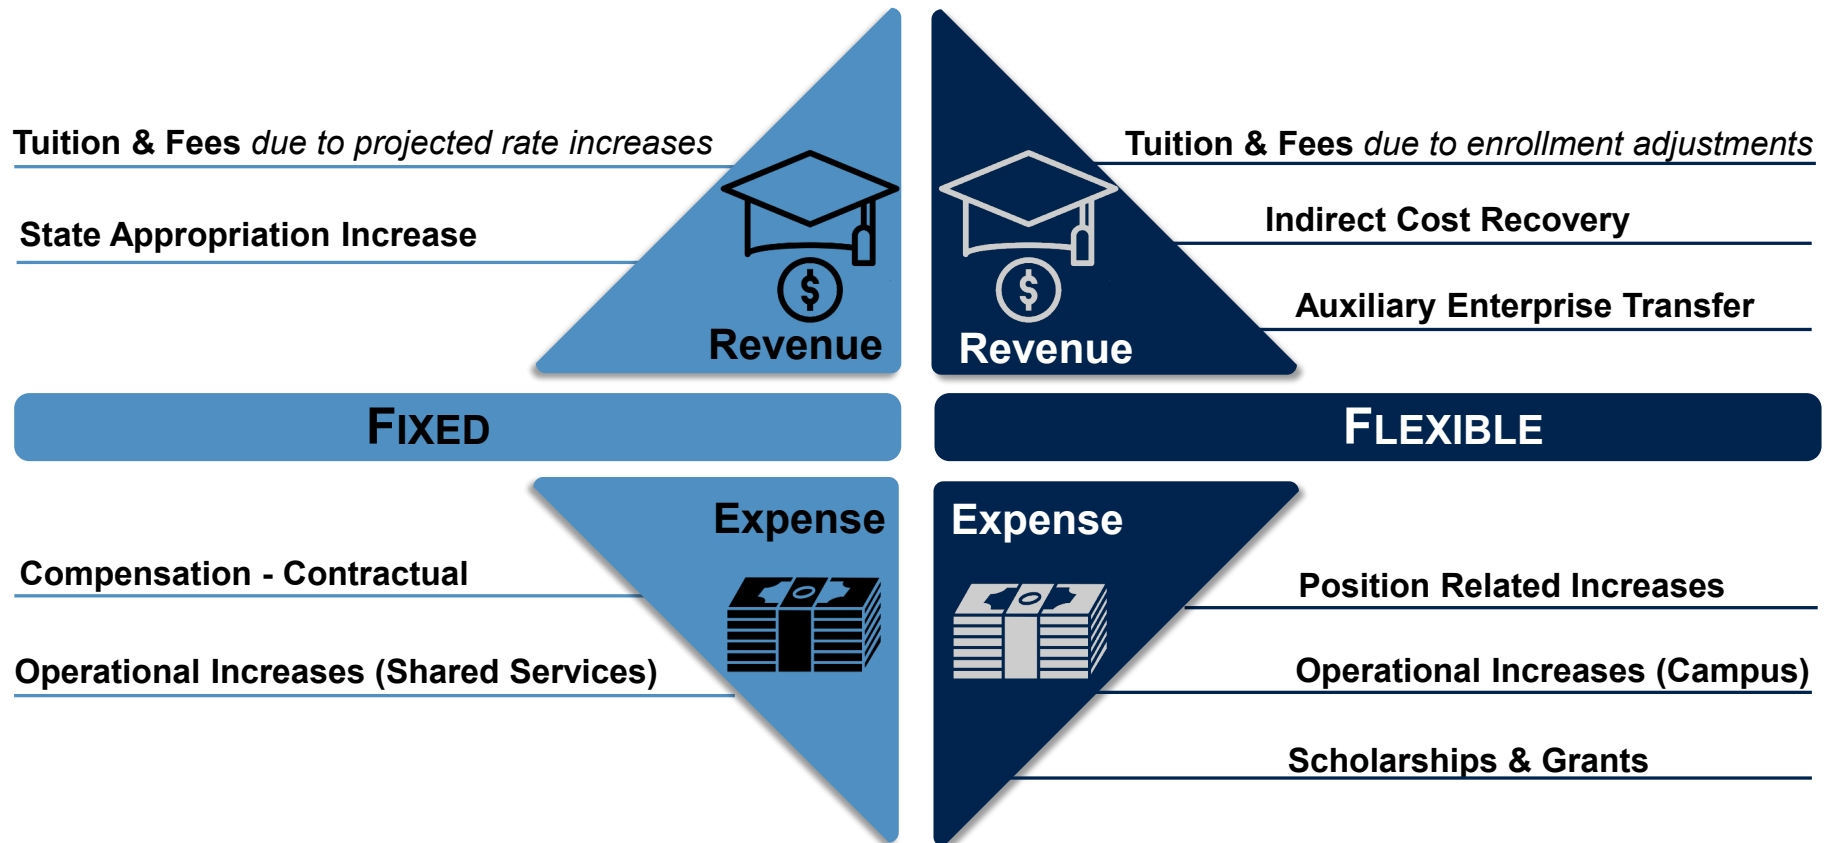 Tuition & Fees due to projected rate increases
State Appropriation Increase
$
Revenue
Tuition & Fees due to enrollment adjustments
Indirect Cost Recovery
Auxiliary Enterprise Transfer
$
Revenue
FIXED
FLEXIBLE
Expense
Compensation - Contractual
Operational Increases (Shared Services)
Expense
Position Related Increases
Operational Increases (Campus)
Scholarships & Grants